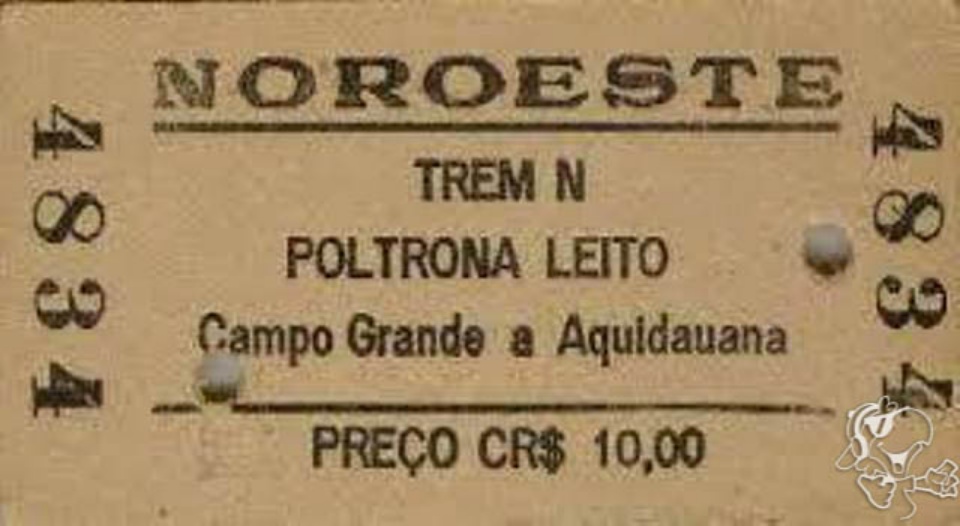 NOROESTE
TREM N
POLTRONA LEITO
Campo Grande a Aquidauana
PREÇO CR$ 10,00
4834
4834